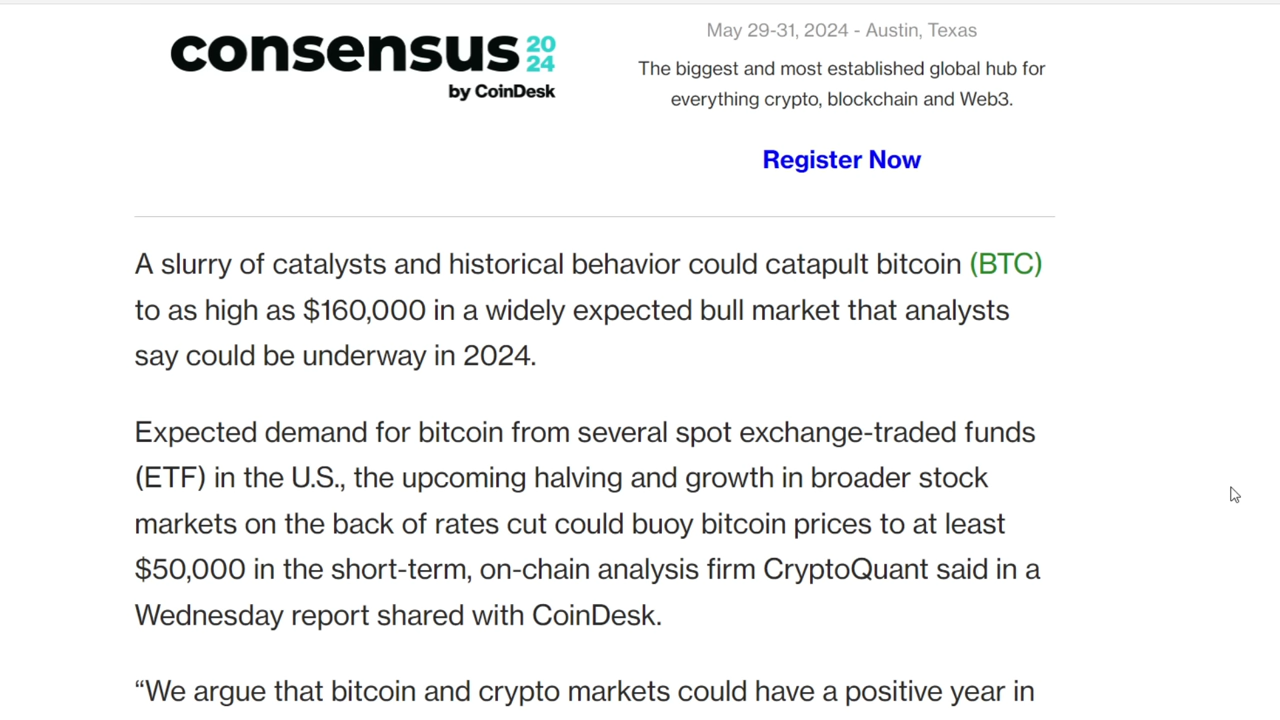 consensus 20
24
by CoinDesk
May 29-31, 2024 - Austin, Texas
The biggest and most established global hub for
everything crypto, blockchain and Web3.
Register Now
A slurry of catalysts and historical behavior could catapult bitcoin (BTC)
to as high as $160,000 in a widely expected bull market that analysts
say could be underway in 2024.
Expected demand for bitcoin from several spot exchange-traded funds
(ETF) in the U.S., the upcoming halving and growth in broader stock
markets on the back of rates cut could buoy bitcoin prices to at least
$50,000 in the short-term, on-chain analysis firm CryptoQuant said in a
Wednesday report shared with CoinDesk.
“We argue that bitcoin and crypto markets could have a positive year in